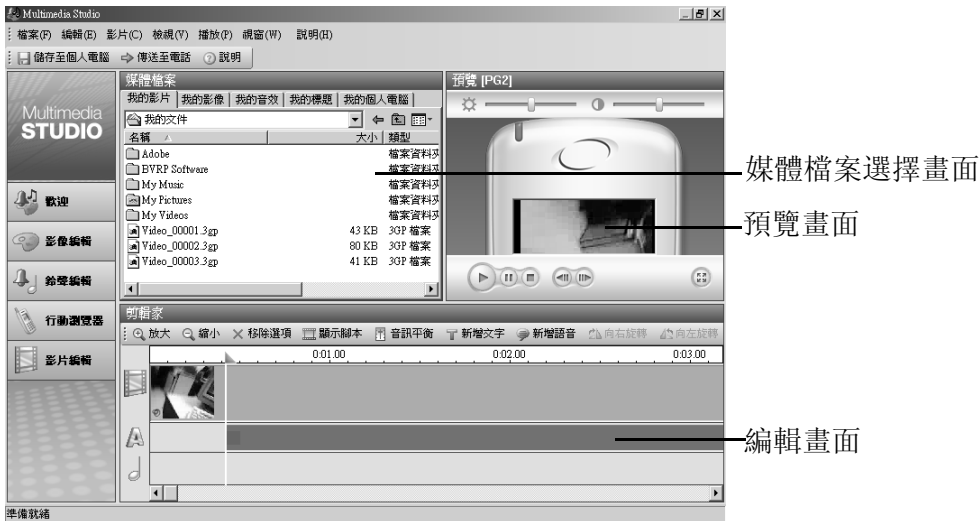 Multimedia Studio
檔案(F) 編輯(E) 影片(C) 檢視(V) 播放(P) 視窗(W) 說明(H)
儲存至個人電腦 傳送至電話 說明
Multimedia
STUDIO
歡迎
影像編輯
鈴聲編輯
行動瀏覽器
影片編輯
媒體檔案
我的影片 我的影像 我的音效 我的標題 我的個人電腦
我的文件
名稱 大小 類型
Adobe 檔案資料夾
BVRP Software 檔案資料夾
My Music 檔案資料夾
My Pictures 檔案資料夾
My Videos 檔案資料夾
Video_00001.3gp 43 KB 3GP 檔案
Video_00002.3gp 80 KB 3GP 檔案
Video_00003.3gp 41 KB 3GP 檔案
預覽 [PG2]
媒體檔案選擇畫面
預覽畫面
剪輯家
放大 縮小 移除選項 顯示腳本 音訊平衡 新增文字 新增語音 向右旋轉 向左旋轉
0:01.00 0:02.00 0:03.00
編輯畫面
準備就緒